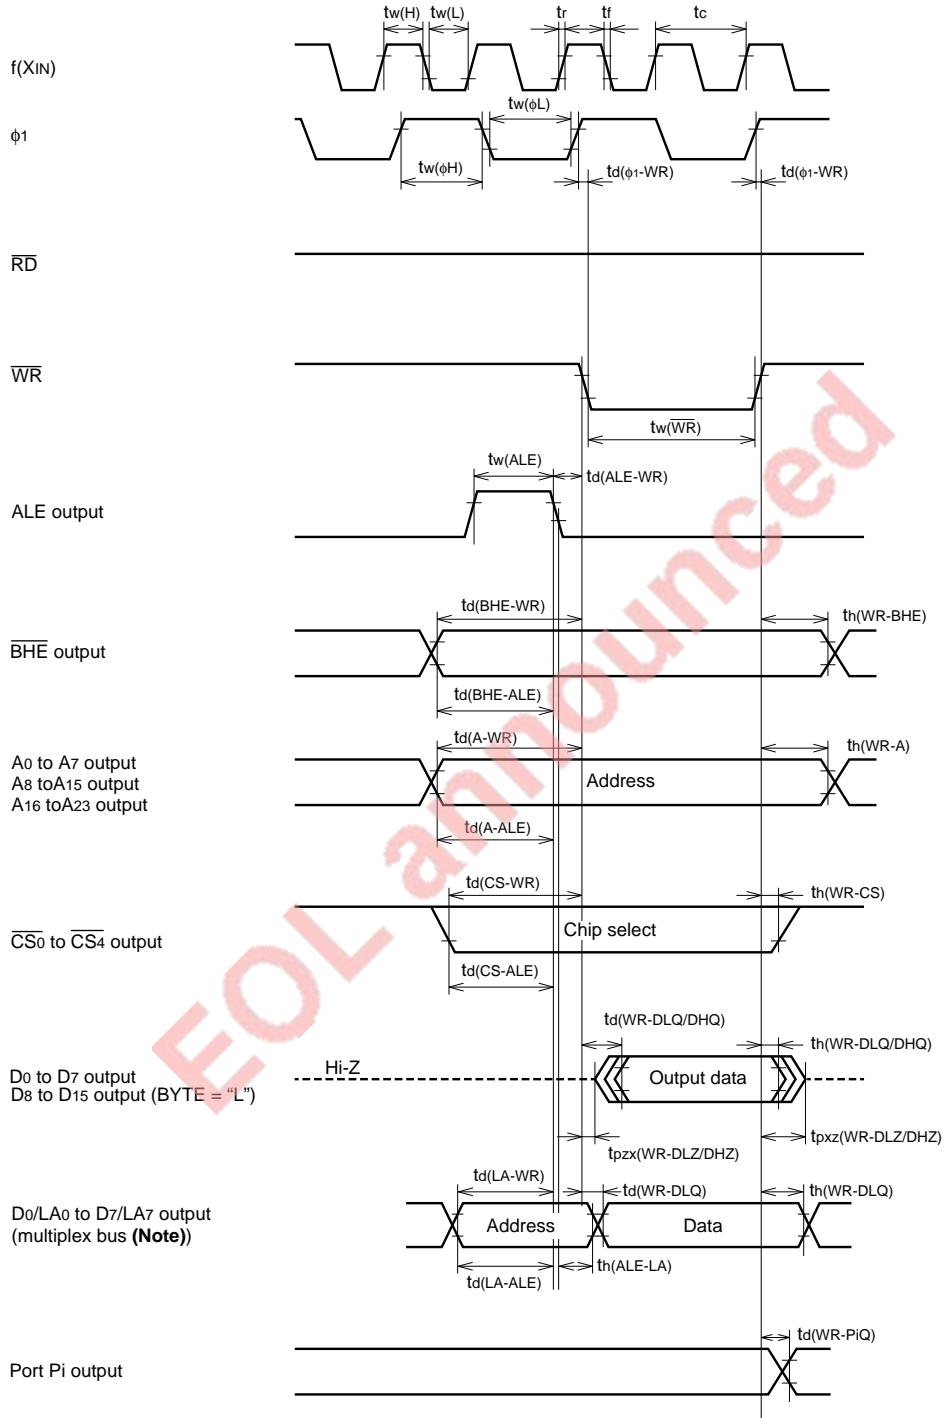 tw(H) tw(L) tr tf tc
f(XIN)
tw(ϕL)
ϕ1
tw(ϕH) td(ϕ1-WR) td(ϕ1-WR)
RD
WR
tw(WR)
tw(ALE)
td(ALE-WR)
ALE output
td(BHE-WR) th(WR-BHE)
BHE output
td(BHE-ALE)
td(A-WR) th(WR-A)
A0 to A7 output
A8 toA15 output
A16 toA23 output
Address
td(A-ALE)
td(CS-WR) th(WR-CS)
Chip select
CS0 to CS4 output
td(CS-ALE)
td(WR-DLQ/DHQ) th(WR-DLQ/DHQ)
Hi-Z
D0 to D7 output
D8 to D15 output (BYTE = “L”)
Output data
tpzx(WR-DLZ/DHZ) tpxz(WR-DLZ/DHZ)
td(LA-WR) td(WR-DLQ) th(WR-DLQ)
D0/LA0 to D7/LA7 output
(multiplex bus (Note))
Address Data
td(LA-ALE) th(ALE-LA)
td(WR-PiQ)
Port Pi output
EOL announced